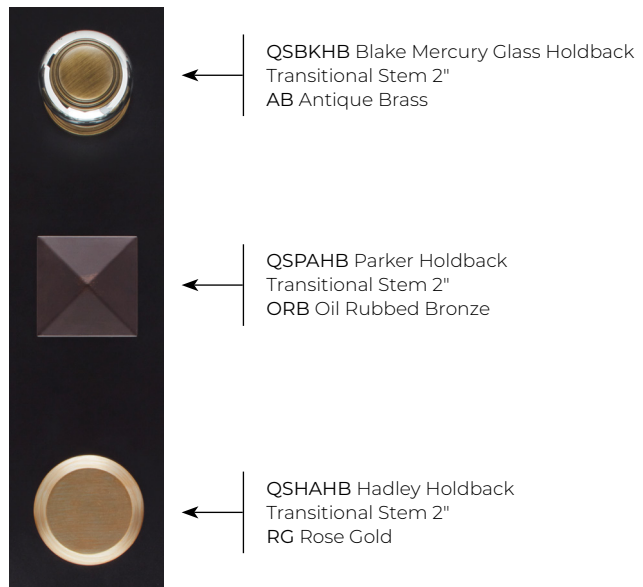 QSBKHB Blake Mercury Glass Holdback
Transitional Stem 2"
AB Antique Brass
QSPAHB Parker Holdback
Transitional Stem 2"
ORB Oil Rubbed Bronze
QSHAHB Hadley Holdback
Transitional Stem 2"
RG Rose Gold